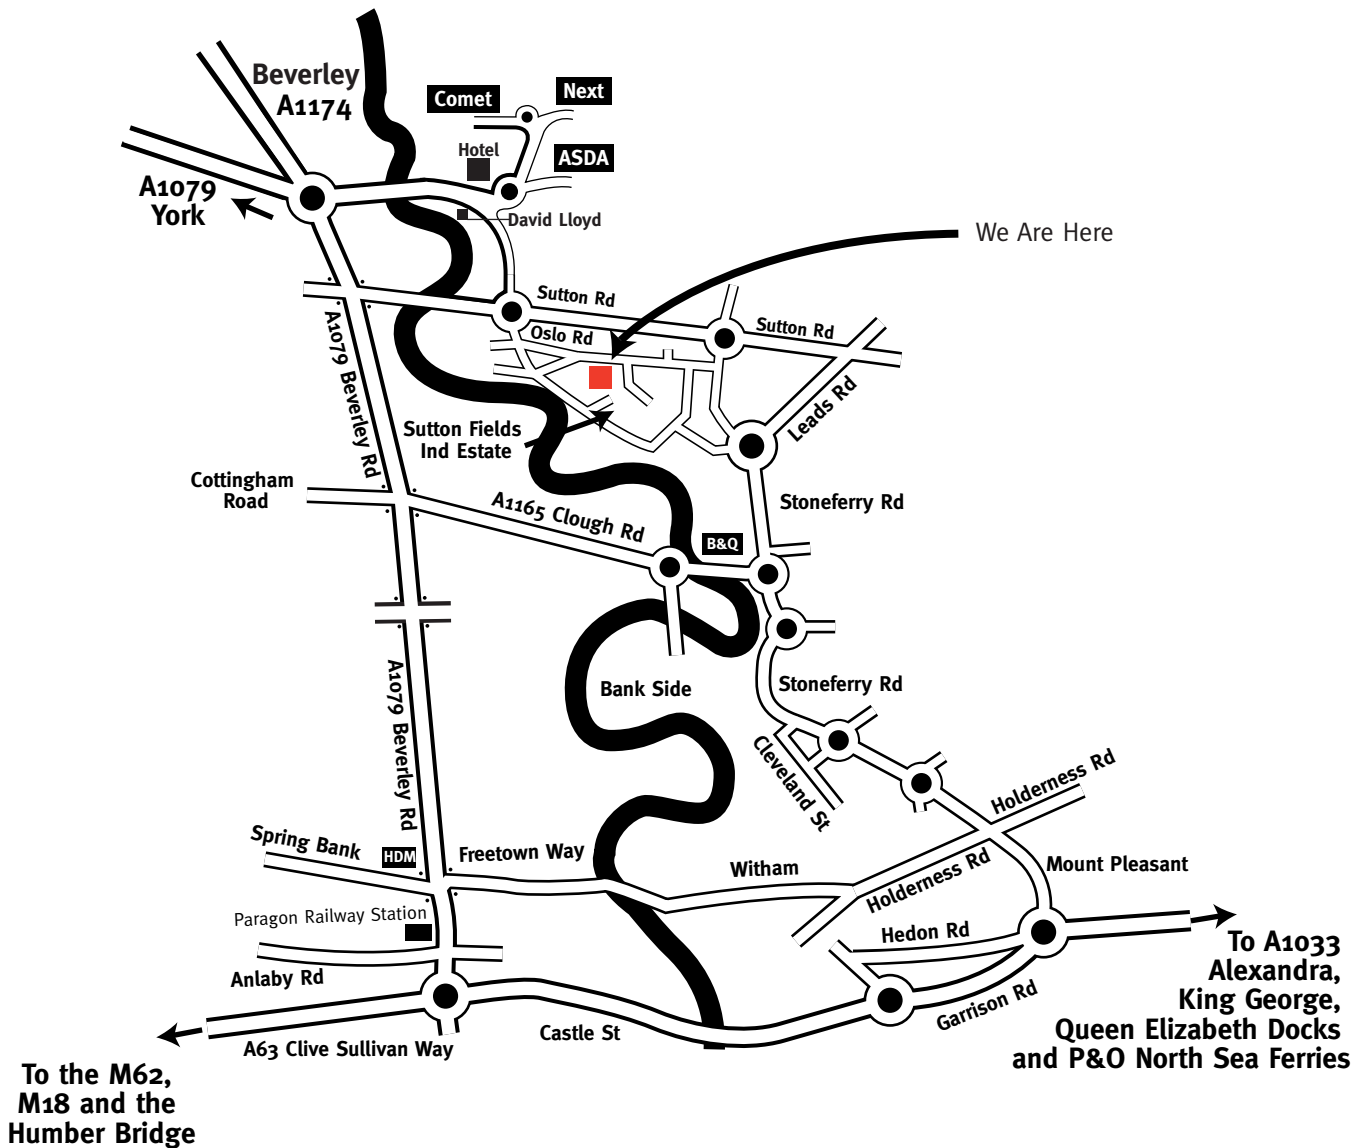 Beverley
A1174
Comet
Next
Hotel
ASDA
A1079
York
David Lloyd
We Are Here
Sutton Rd
Oslo Rd
Sutton Rd
A1079 Beverley Rd
Leads Rd
Sutton Fields
Ind Estate
Cottingham
Road
A1165 Clough Rd
Stoneferry Rd
B&Q
A1079 Beverley Rd
Bank Side
Stoneferry Rd
Cleveland St
Holderness Rd
Spring Bank
HDM
Freetown Way
Witham
Holderness Rd
Mount Pleasant
Paragon Railway Station
Hedon Rd
Anlaby Rd
Garrison Rd
Castle St
A63 Clive Sullivan Way
To A1033
Alexandra,
King George,
Queen Elizabeth Docks
and P&O North Sea Ferries
To the M62,
M18 and the
Humber Bridge